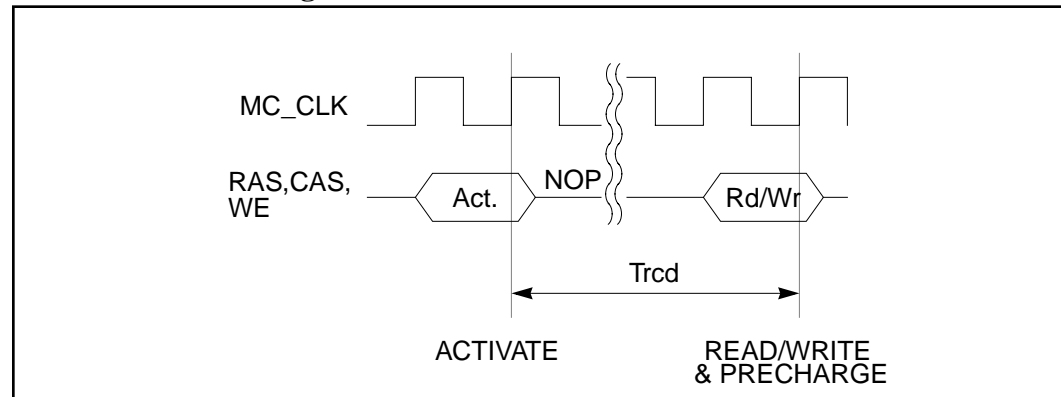 MC_CLK
RAS,CAS,
WE
Act.
NOP
Rd/Wr
Trcd
ACTIVATE
READ/WRITE
& PRECHARGE